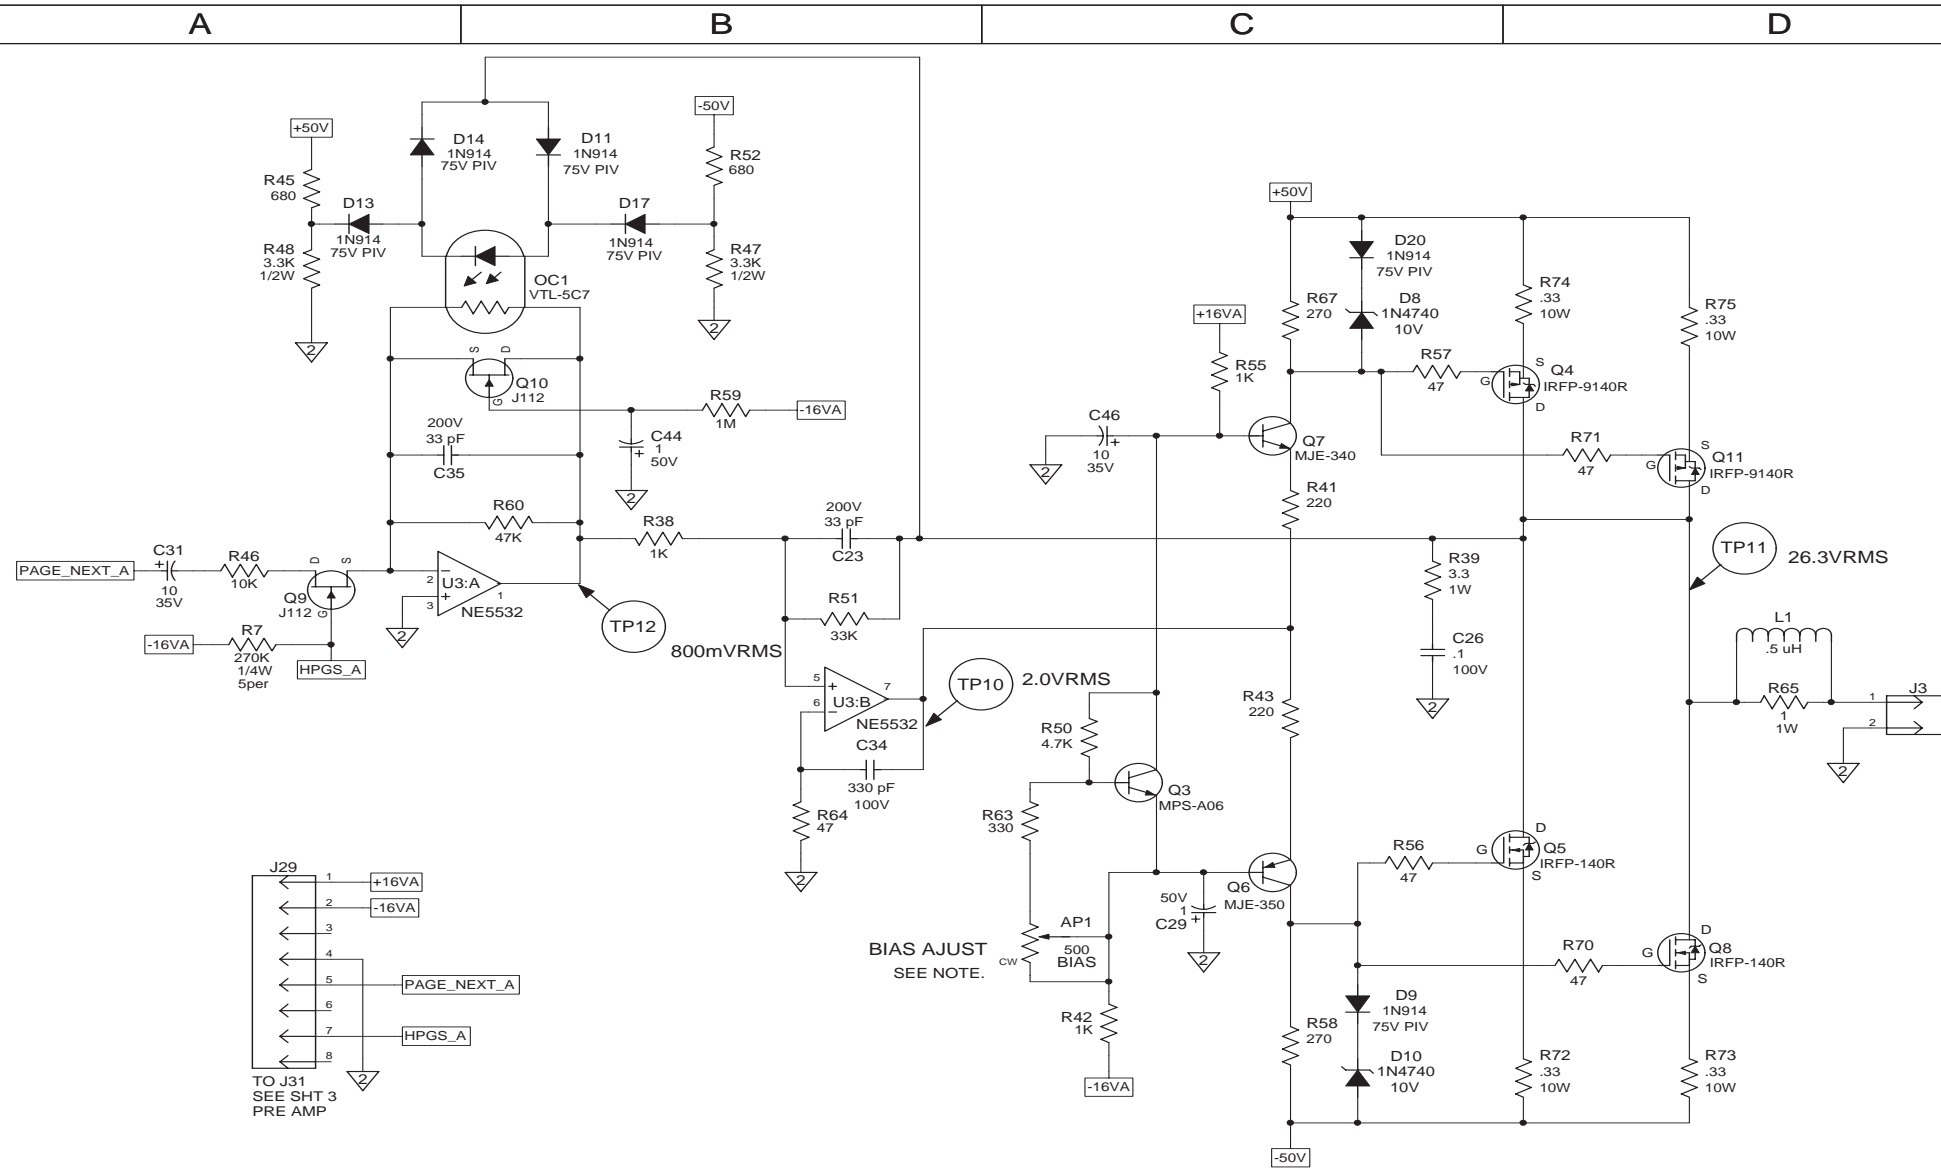 A
B
C
D
+50V
R45
680
R48
3.3K
1/2W
2
D13
1N914
75V PIV
D14
1N914
75V PIV
D11
1N914
75V PIV
D17
1N914
75V PIV
-50V
R52
680
R47
3.3K
1/2W
2
OC1
VTL-5C7
S
D
G
Q10
J112
R59
1M
-16VA
C44
1
+
50V
2
200V
33 pF
C35
R60
47K
PAGE_NEXT_A
C31
+
10
35V
R46
10K
D
S
G
Q9
J112
-16VA
R7
270K
1/4W
5per
HPGS_A
2
3
1
−
+
U3:A
NE5532
2
TP12
800mVRMS
R38
1K
200V
33 pF
C23
R51
33K
5
6
7
+
−
U3:B
NE5532
TP10
2.0VRMS
C34
330 pF
100V
R64
47
2
J29
1
2
3
4
5
6
7
8
+16VA
-16VA
PAGE_NEXT_A
HPGS_A
2
TO J31
SEE SHT 3
PRE AMP
+50V
R67
270
D20
1N914
75V PIV
D8
1N4740
10V
+16VA
R55
1K
C46
+
10
35V
2
Q7
MJE-340
R41
220
R57
47
R71
47
R74
.33
10W
R75
.33
10W
S
G
D
Q4
IRFP-9140R
S
G
D
Q11
IRFP-9140R
TP11
26.3VRMS
R39
3.3
1W
C26
.1
100V
2
L1
.5 uH
R65
1
1W
J3
1
2
2
R43
220
R50
4.7K
Q3
MPS-A06
R63
330
BIAS AJUST
SEE NOTE.
CW
AP1
500
BIAS
R42
1K
-16VA
50V
1
C29
+
2
Q6
MJE-350
R56
47
R70
47
D
G
S
Q5
IRFP-140R
D
G
S
Q8
IRFP-140R
D9
1N914
75V PIV
D10
1N4740
10V
R58
270
R72
.33
10W
R73
.33
10W
-50V